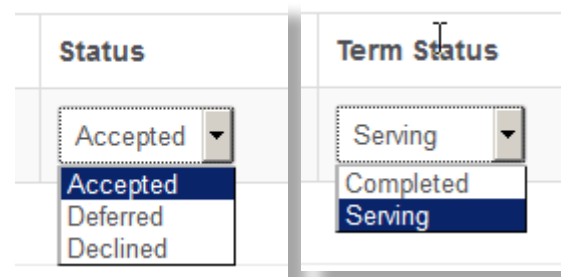 Status
Accepted
Accepted
Deferred
Declined
Term Status
Serving
Completed
Serving